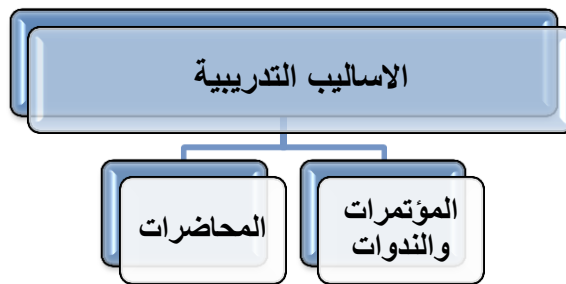 الاساليب التدريبية
المؤتمرات
والندوات
المحاضرات